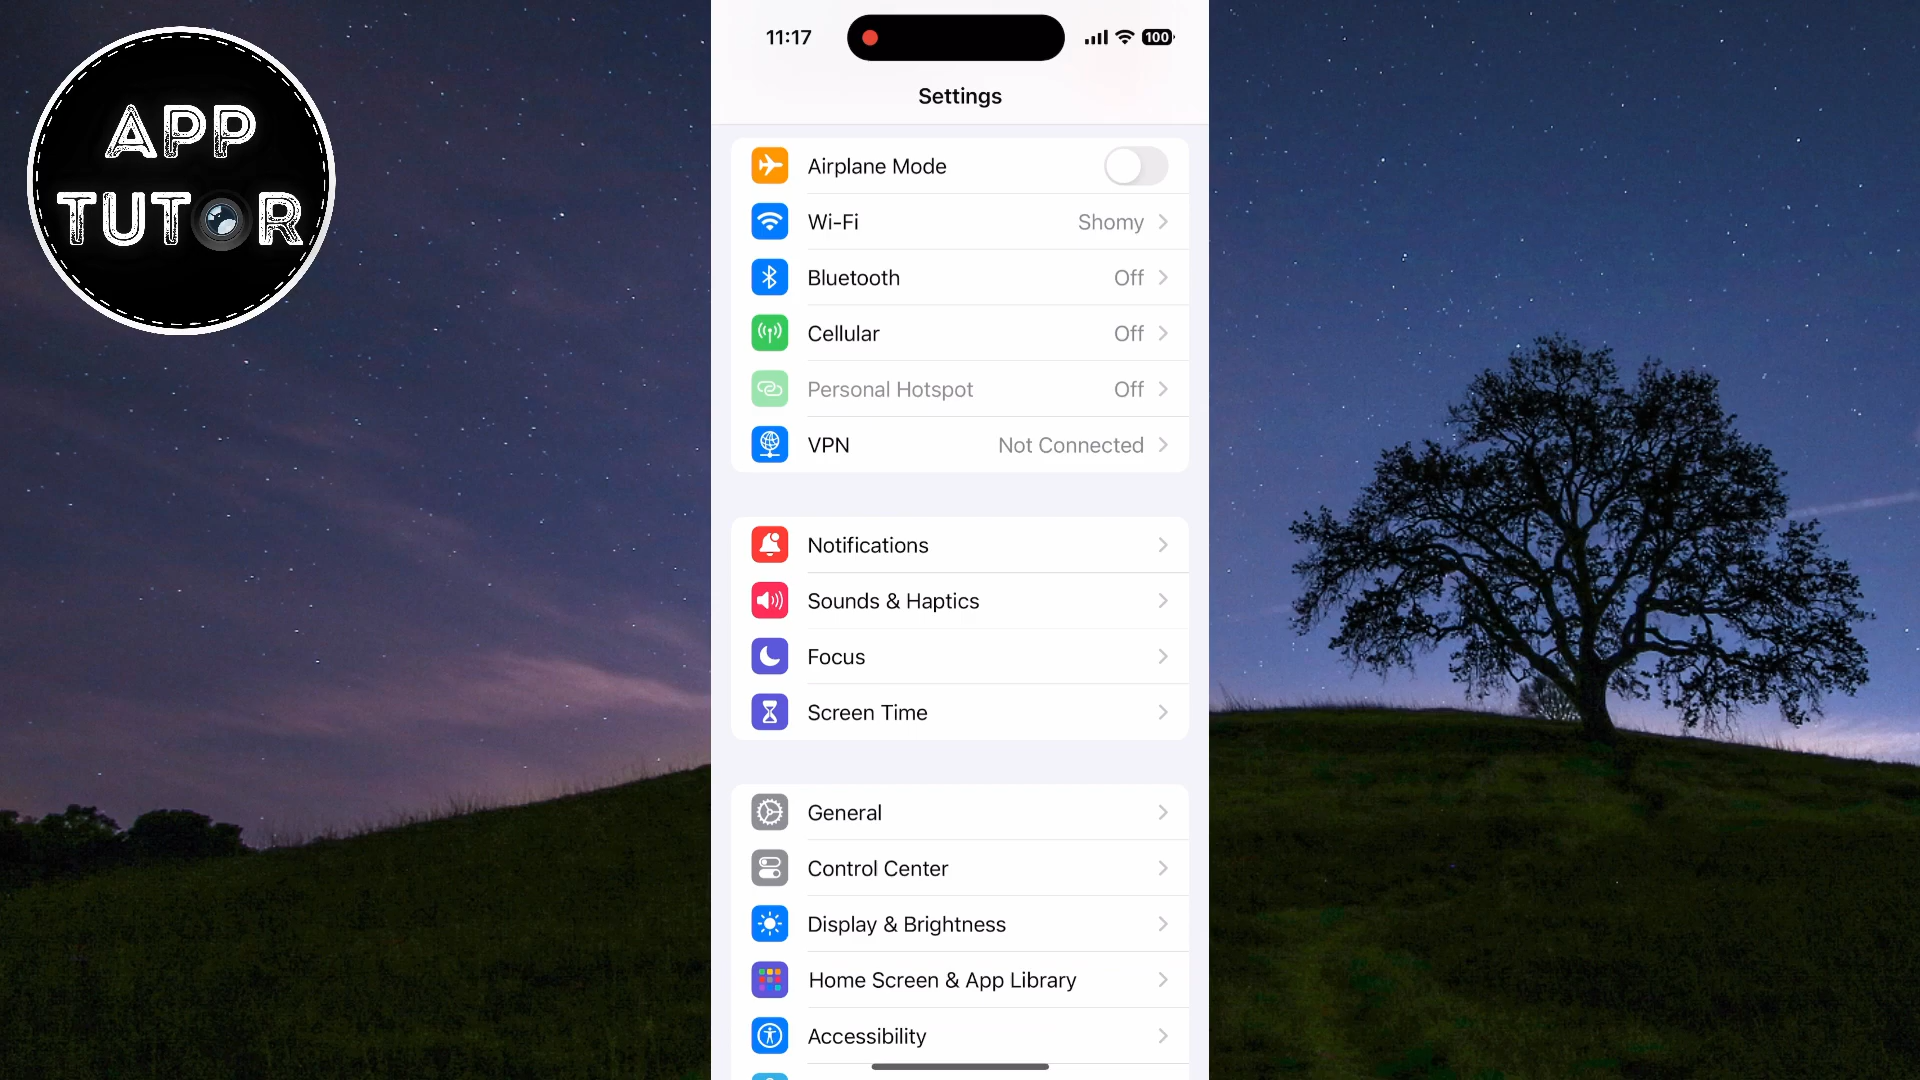 APP
TUTOR
11:17
100
Settings
Airplane Mode
Wi-Fi Shomy
Bluetooth Off
Cellular Off
Personal Hotspot Off
VPN Not Connected
Notifications
Sounds & Haptics
Focus
Screen Time
General
Control Center
Display & Brightness
Home Screen & App Library
Accessibility